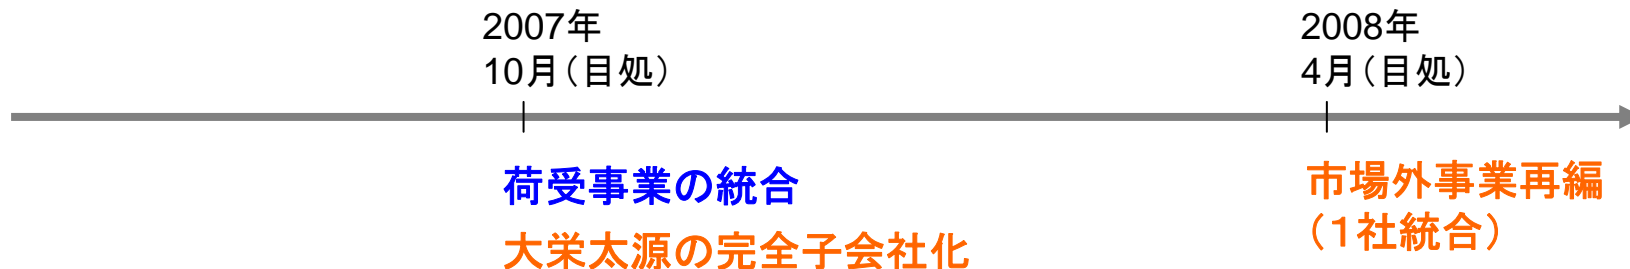 2007年
10月（目処）
2008年
4月（目処）
荷受事業の統合
大栄太源の完全子会社化
市場外事業再編
（１社統合）